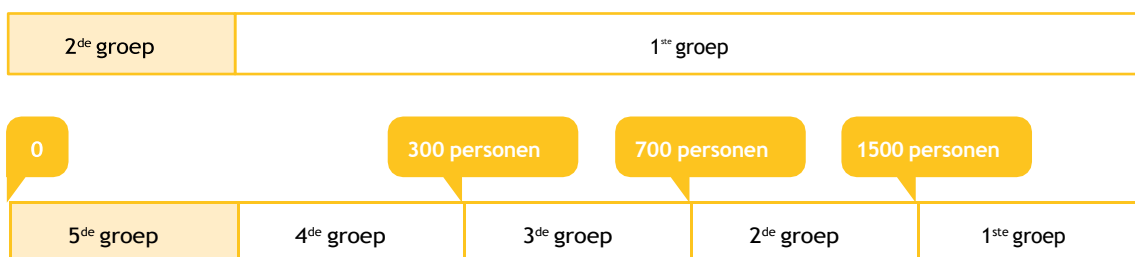 2de groep 1ste groep
0 300 personen 700 personen 1500 personen
5de groep 4de groep 3de groep 2de groep 1ste groep